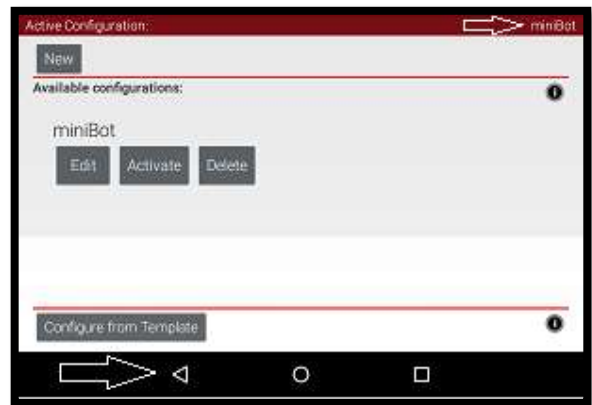 Active Configuration: miniBot
New
Available configurations:
miniBot
Edit Activate Delete
Configure from Template